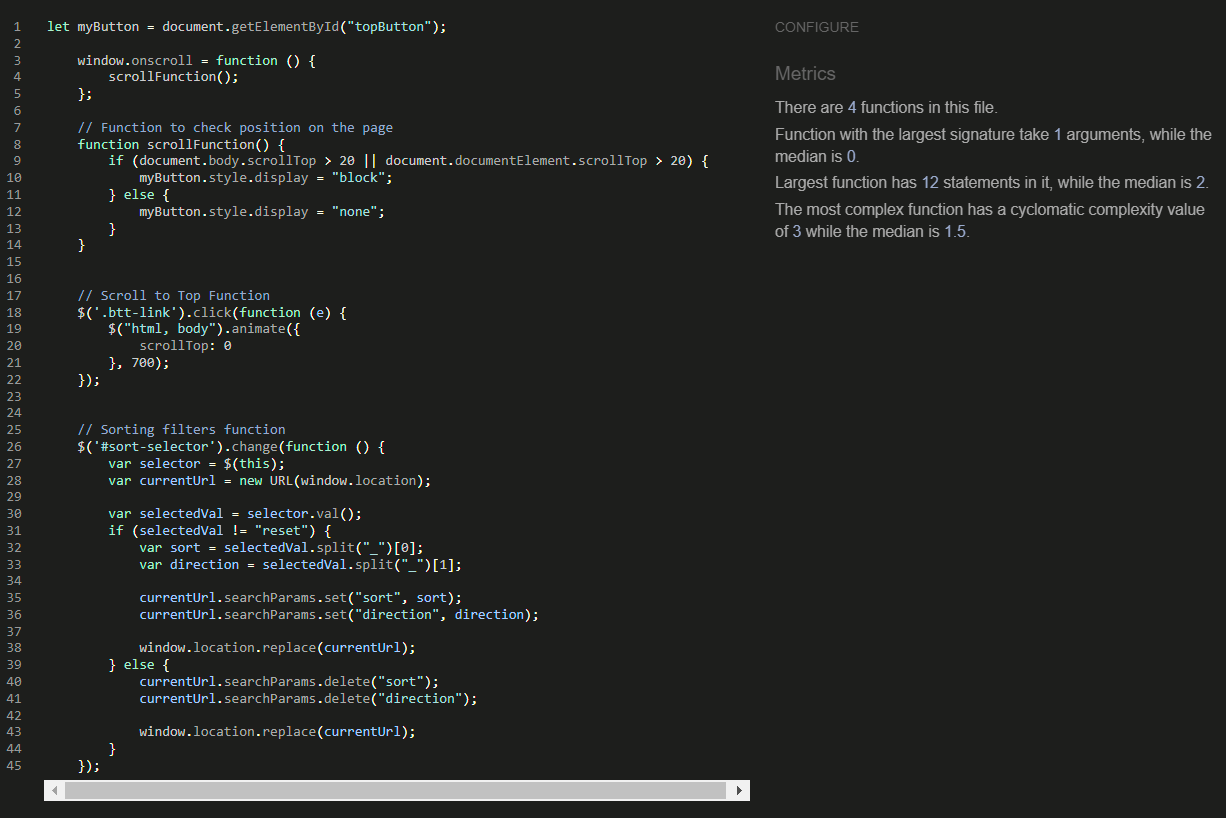 1 let myButton = document.getElementById("topButton");
2
3 window.onscroll = function () {
4 scrollFunction();
5 };
6
7 // Function to check position on the page
8 function scrollFunction() {
9 if (document.body.scrollTop > 20 || document.documentElement.scrollTop > 20) {
10 myButton.style.display = "block";
11 } else {
12 myButton.style.display = "none";
13 }
14 }
15
16
17 // Scroll to Top Function
18 $('.btt-link').click(function (e) {
19 $("html, body").animate({
20 scrollTop: 0
21 }, 700);
22 });
23
24
25 // Sorting filters function
26 $('#sort-selector').change(function () {
27 var selector = $(this);
28 var currentUrl = new URL(window.location);
29
30 var selectedVal = selector.val();
31 if (selectedVal != "reset") {
32 var sort = selectedVal.split("_")[0];
33 var direction = selectedVal.split("_")[1];
34
35 currentUrl.searchParams.set("sort", sort);
36 currentUrl.searchParams.set("direction", direction);
37
38 window.location.replace(currentUrl);
39 } else {
40 currentUrl.searchParams.delete("sort");
41 currentUrl.searchParams.delete("direction");
42
43 window.location.replace(currentUrl);
44 }
45 });
CONFIGURE
Metrics
There are 4 functions in this file.
Function with the largest signature take 1 arguments, while the
median is 0.
Largest function has 12 statements in it, while the median is 2.
The most complex function has a cyclomatic complexity value
of 3 while the median is 1.5.